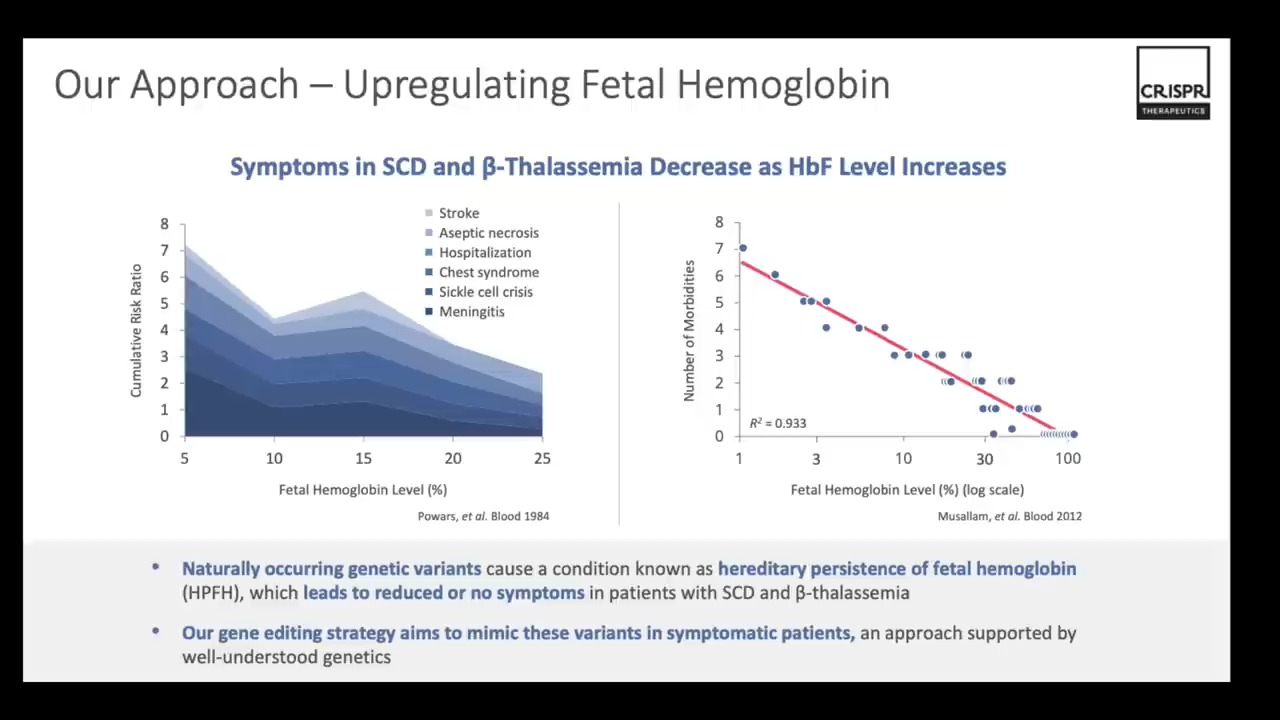 Our Approach – Upregulating Fetal Hemoglobin
CRISPR
THERAPEUTICS
Symptoms in SCD and β-Thalassemia Decrease as HbF Level Increases
Cumulative Risk Ratio
8
7
6
5
4
3
2
1
0
Stroke
Aseptic necrosis
Hospitalization
Chest syndrome
Sickle cell crisis
Meningitis
5 10 15 20 25
Fetal Hemoglobin Level (%)
Powars, et al. Blood 1984
Number of Morbidities
8
7
6
5
4
3
2
1
0
R² = 0.933
1 3 10 30 100
Fetal Hemoglobin Level (%) (log scale)
Musallam, et al. Blood 2012
• Naturally occurring genetic variants cause a condition known as hereditary persistence of fetal hemoglobin
(HPFH), which leads to reduced or no symptoms in patients with SCD and β-thalassemia
• Our gene editing strategy aims to mimic these variants in symptomatic patients, an approach supported by
well-understood genetics